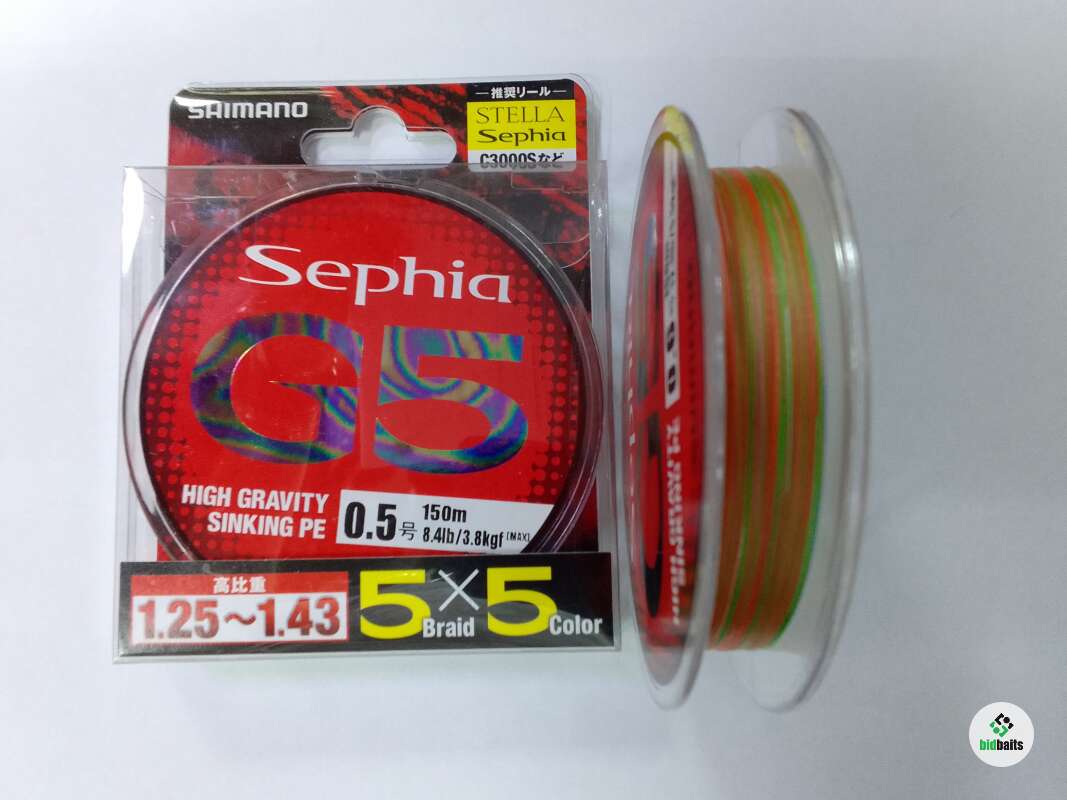 SHIMANO
推奨リール
STELLA
Sephia
C3000Sなど
Sephia
G5
HIGH GRAVITY
SINKING PE
0.5号
150m
8.4lb/3.8kgf [MAX]
高比重
1.25～1.43
5 Braid × 5 Color
bidbaits